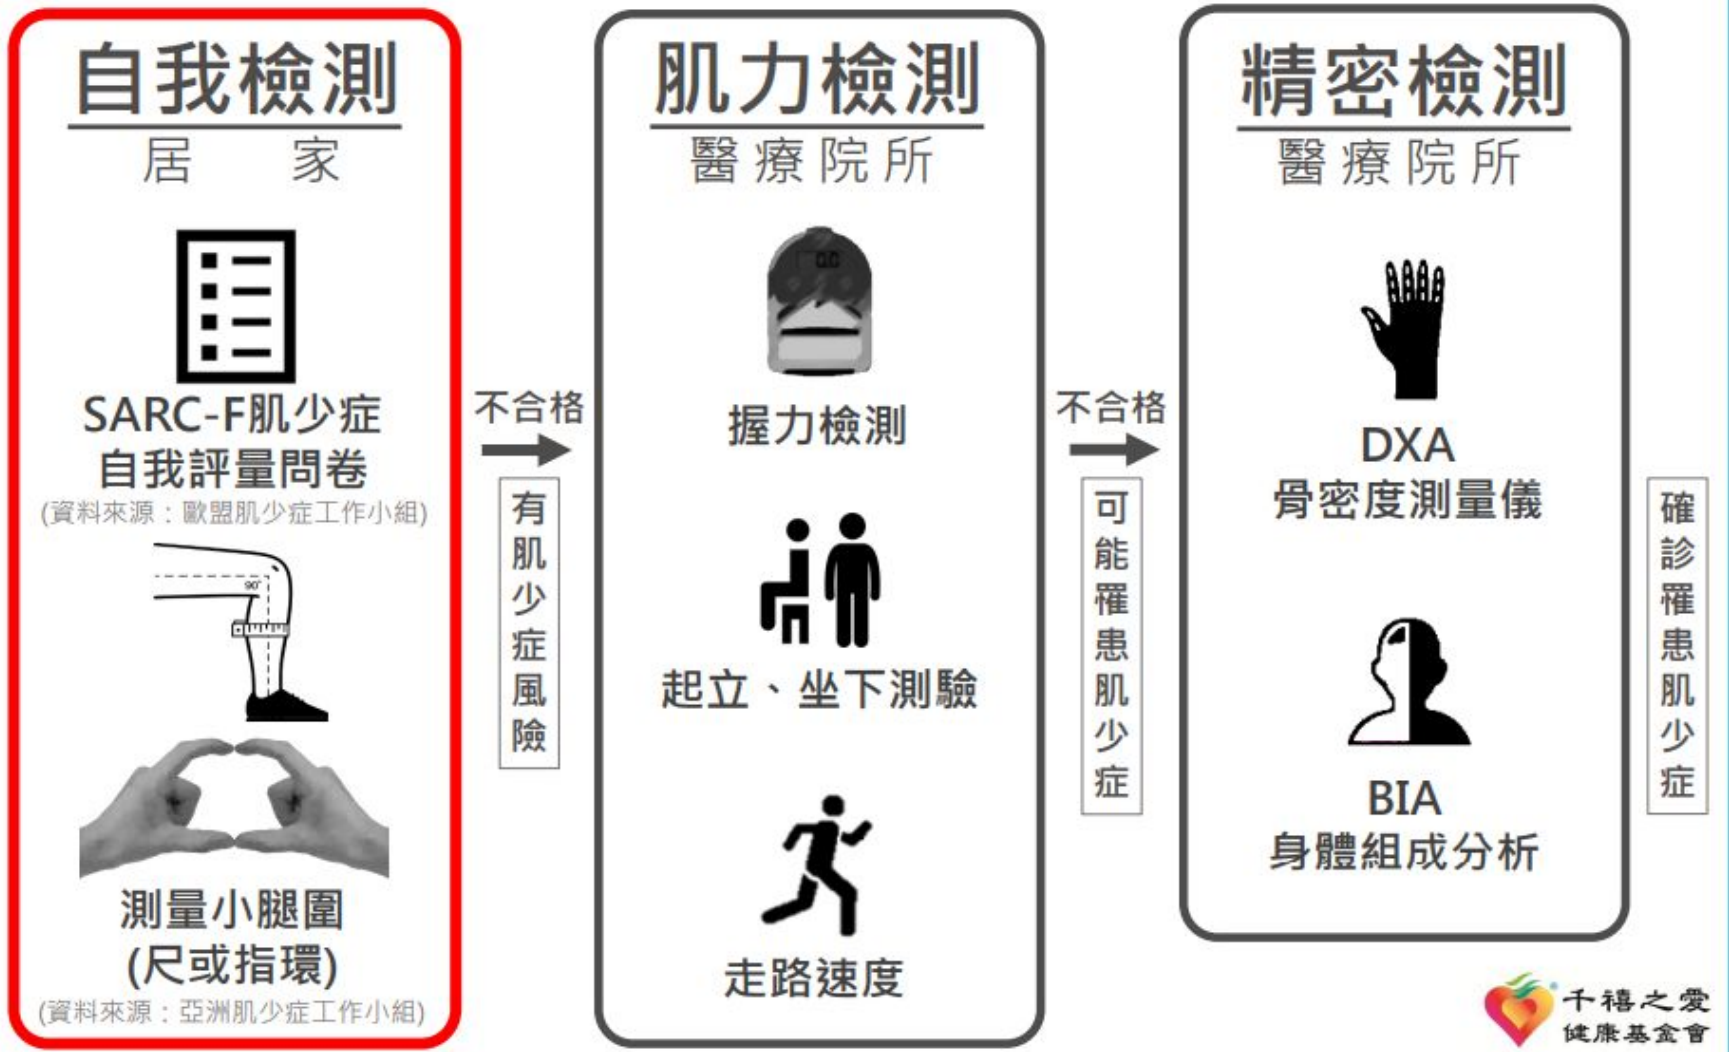 自我檢測
居家
SARC-F肌少症
自我評量問卷
(資料來源：歐盟肌少症工作小組)
90°
測量小腿圍
(尺或指環)
(資料來源：亞洲肌少症工作小組)
不合格
有肌少症風險
肌力檢測
醫療院所
0.0
握力檢測
起立、坐下測驗
走路速度
不合格
可能罹患肌少症
精密檢測
醫療院所
DXA
骨密度測量儀
BIA
身體組成分析
確診罹患肌少症
千禧之愛
健康基金會